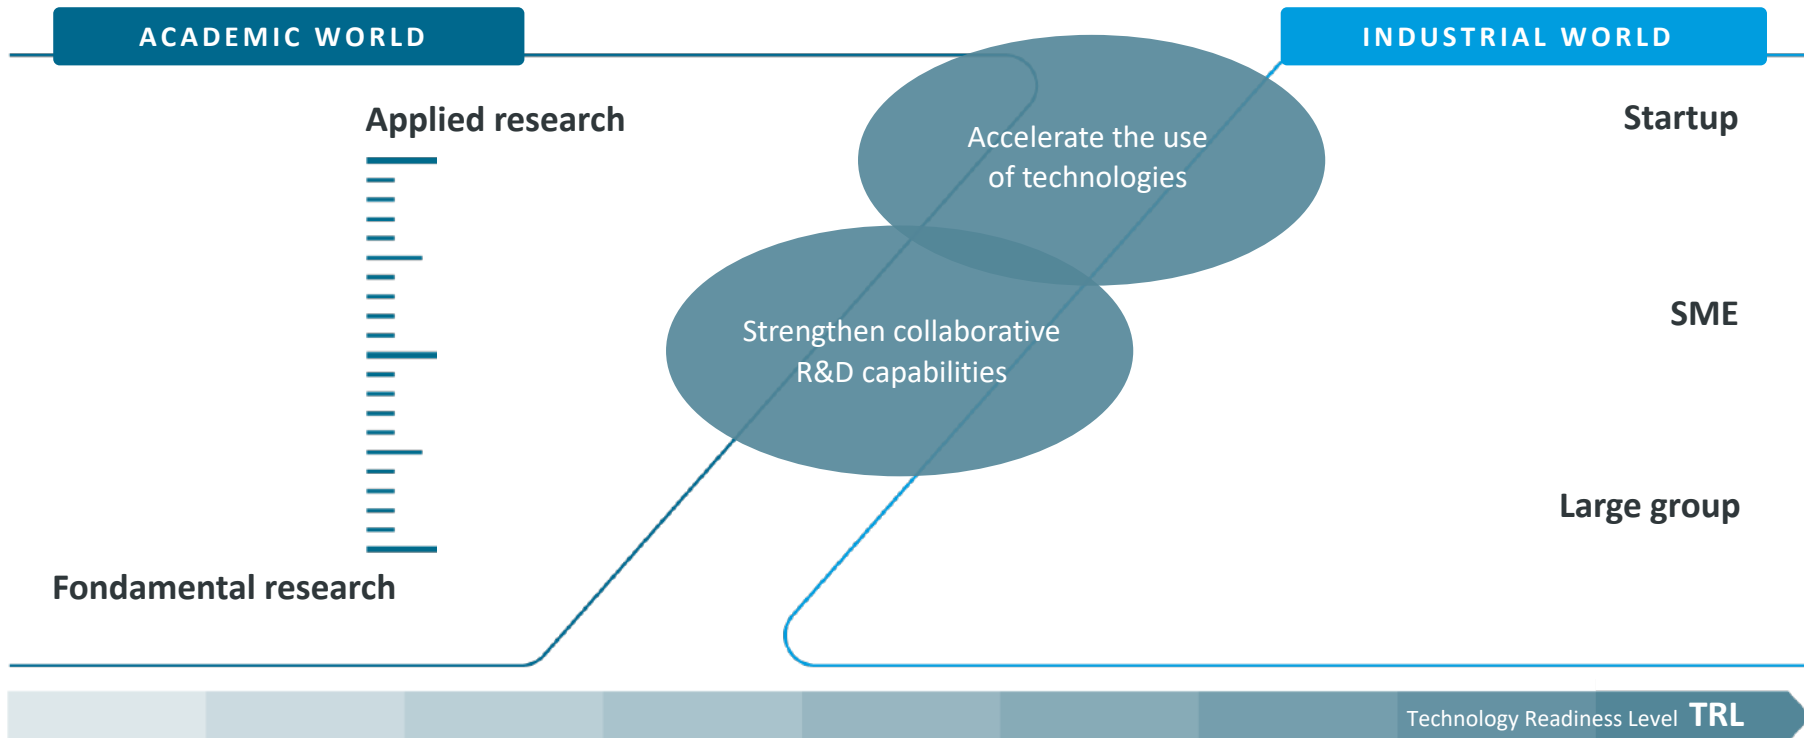 ACADEMIC WORLD
INDUSTRIAL WORLD
Applied research
Startup
Accelerate the use
of technologies
SME
Strengthen collaborative
R&D capabilities
Large group
Fondamental research
Technology Readiness Level TRL